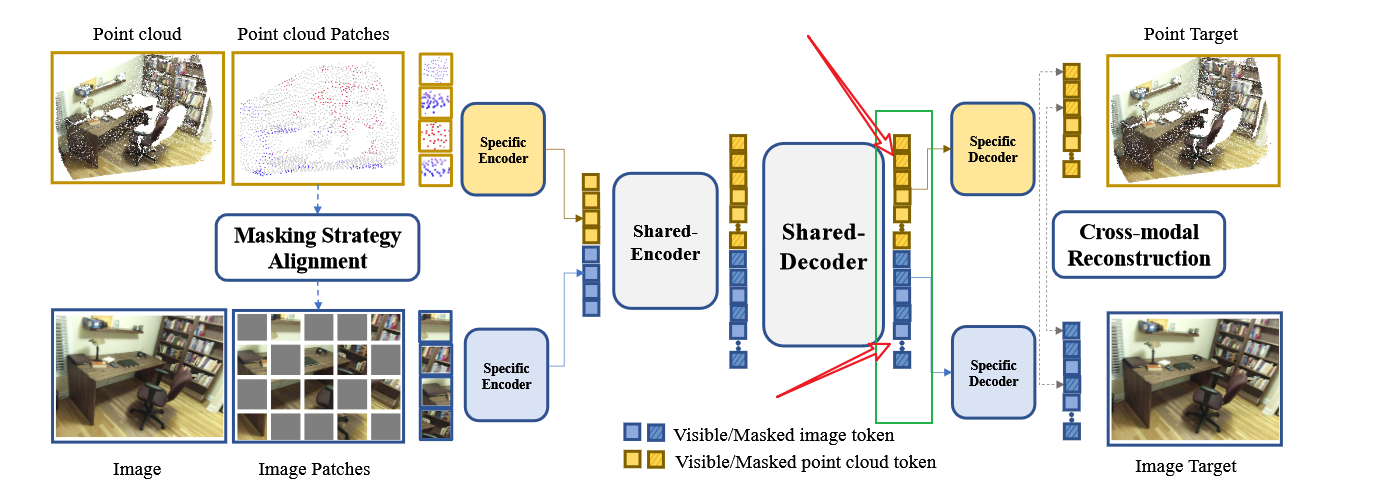 Point cloud
Point cloud Patches
Point Target
Specific
Encoder
Specific
Decoder
Masking Strategy
Alignment
Shared-
Encoder
Shared-
Decoder
Cross-modal
Reconstruction
Specific
Encoder
Specific
Decoder
Visible/Masked image token
Visible/Masked point cloud token
Image
Image Patches
Image Target